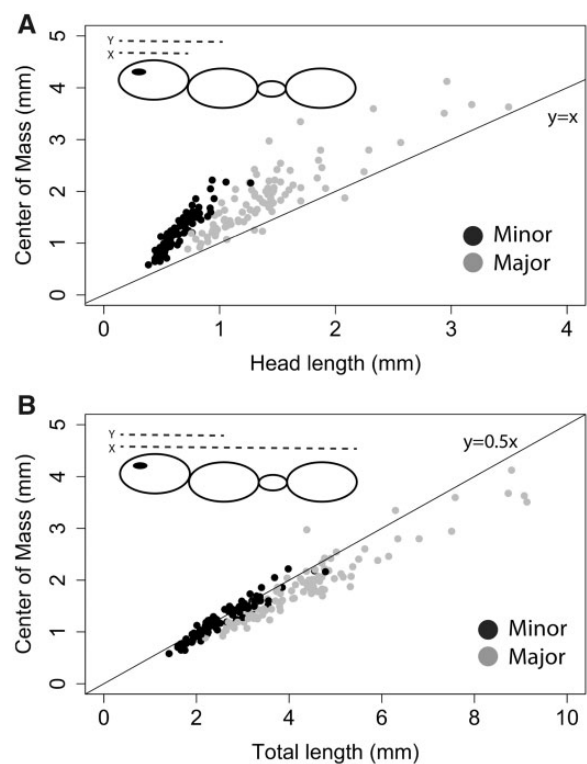 A
Y
X
Center of Mass (mm)
5
4
3
2
1
0
y=x
Minor
Major
0 1 2 3 4
Head length (mm)
B
Y
X
Center of Mass (mm)
5
4
3
2
1
0
y=0.5x
Minor
Major
0 2 4 6 8 10
Total length (mm)